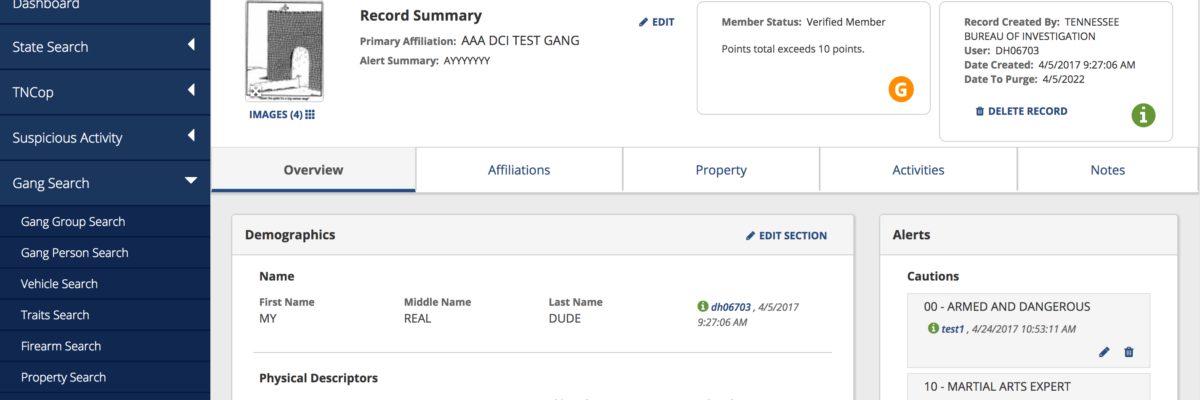 Dashboard
State Search
TNCop
Suspicious Activity
Gang Search
Gang Group Search
Gang Person Search
Vehicle Search
Traits Search
Firearm Search
Property Search
IMAGES (4)
Record Summary
Primary Affiliation: AAA DCI TEST GANG
Alert Summary: AYYYYYYY
EDIT
Member Status: Verified Member
Points total exceeds 10 points.
G
Record Created By: TENNESSEE
BUREAU OF INVESTIGATION
User: DH06703
Date Created: 4/5/2017 9:27:06 AM
Date To Purge: 4/5/2022
DELETE RECORD
Overview
Affiliations
Property
Activities
Notes
Demographics
EDIT SECTION
Name
First Name
MY
Middle Name
REAL
Last Name
DUDE
dh06703 , 4/5/2017
9:27:06 AM
Physical Descriptors
Alerts
Cautions
00 - ARMED AND DANGEROUS
test1 , 4/24/2017 10:53:11 AM
10 - MARTIAL ARTS EXPERT